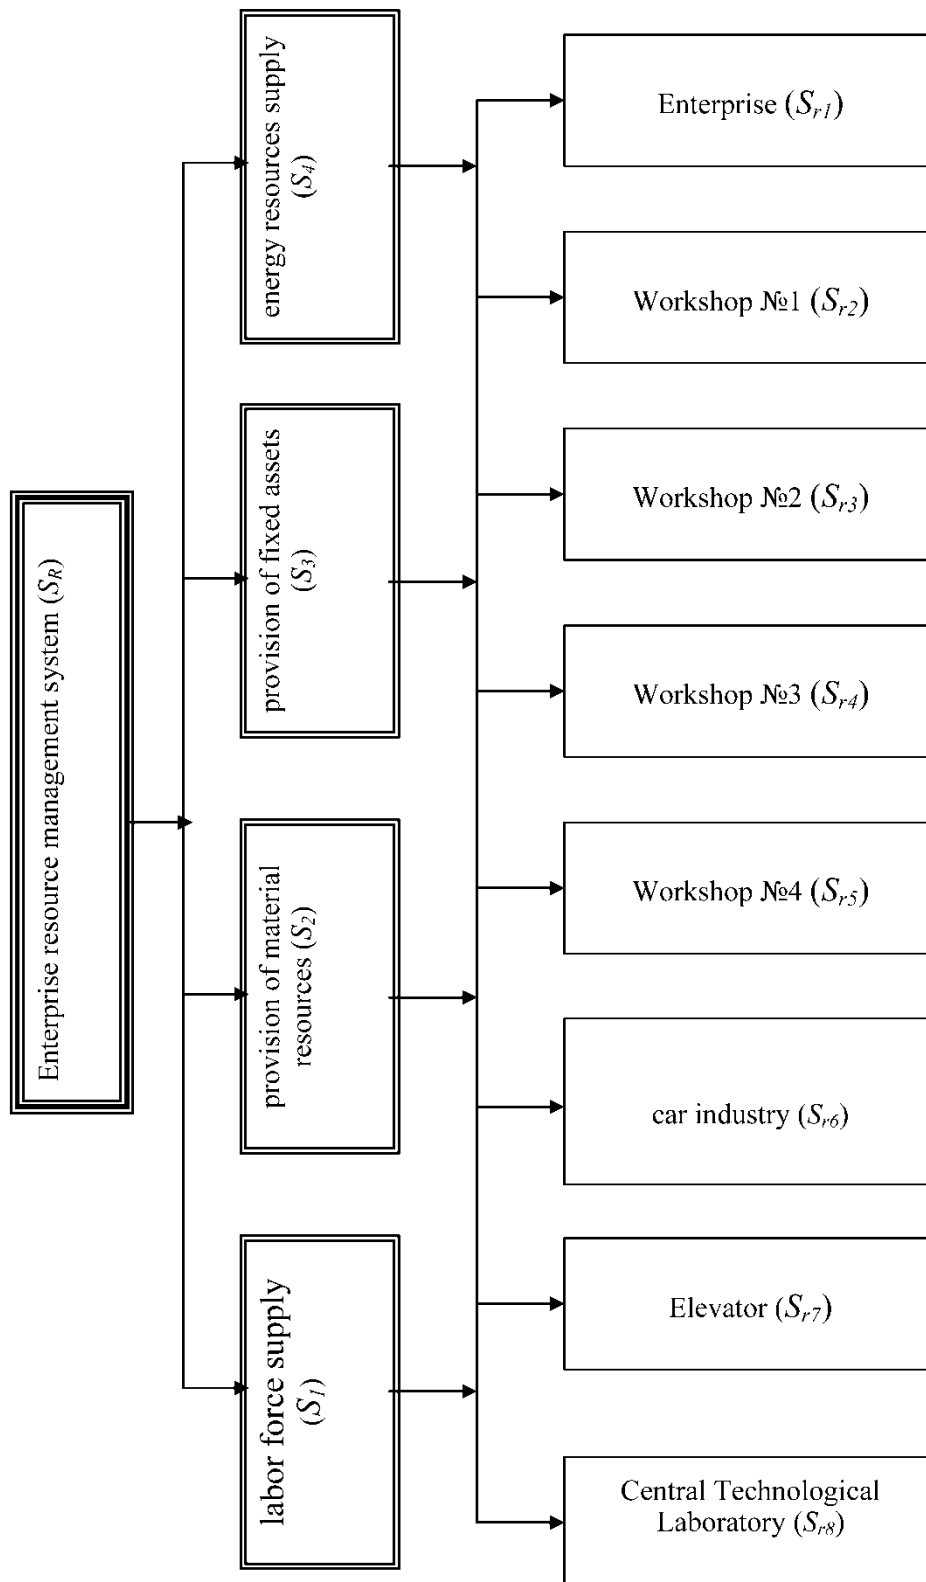 Enterprise resource management system (S_R)
energy resources supply
(S_4)
provision of fixed assets
(S_3)
provision of material
resources (S_2)
labor force supply
(S_1)
Enterprise (S_r1)
Workshop №1 (S_r2)
Workshop №2 (S_r3)
Workshop №3 (S_r4)
Workshop №4 (S_r5)
car industry (S_r6)
Elevator (S_r7)
Central Technological
Laboratory (S_r8)